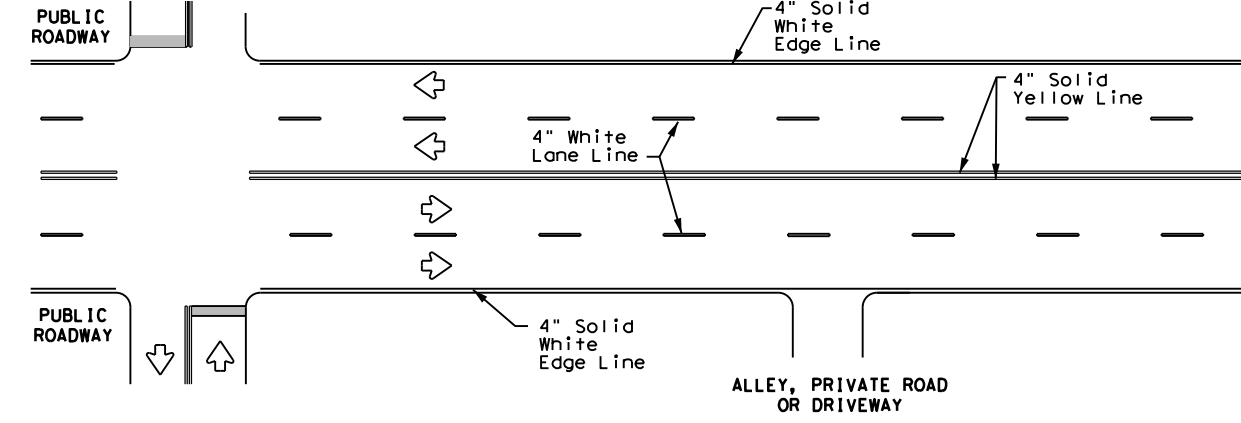 PUBLIC
ROADWAY
4" Solid
White
Edge Line
4" Solid
Yellow Line
4" White
Lane Line
PUBLIC
ROADWAY
4" Solid
White
Edge Line
ALLEY, PRIVATE ROAD
OR DRIVEWAY